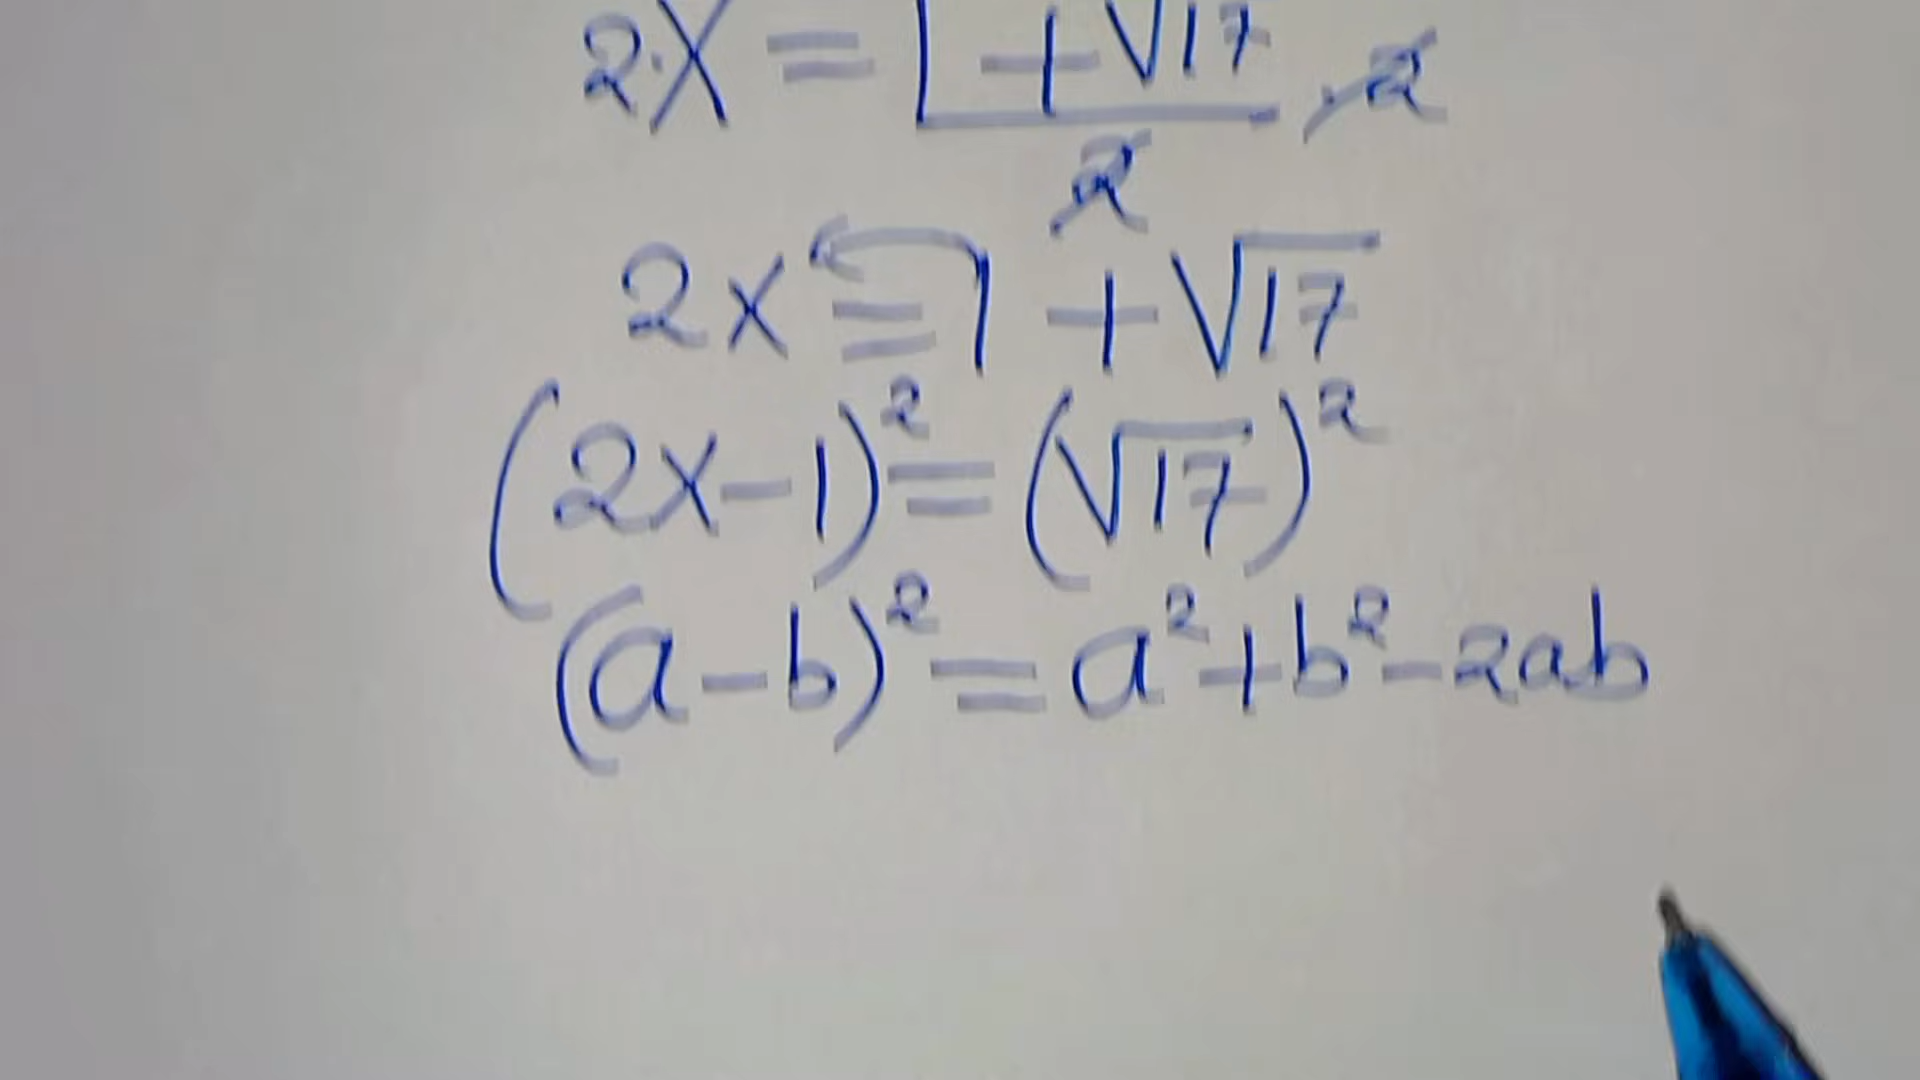 2·X = 1+√17/2 ·2
2x = 1 + √17
(2x-1)² = (√17)²
(a-b)² = a²+b²-2ab